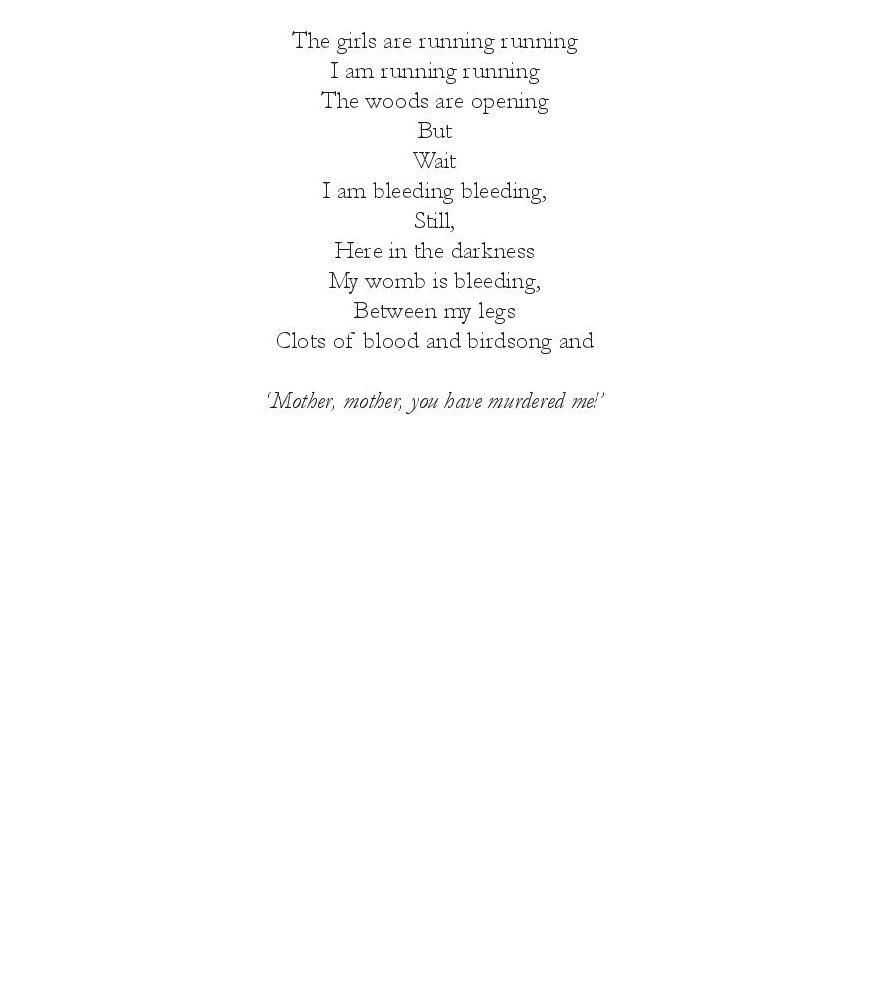 The girls are running running
I am running running
The woods are opening
But
Wait
I am bleeding bleeding,
Still,
Here in the darkness
My womb is bleeding,
Between my legs
Clots of blood and birdsong and
‘Mother, mother, you have murdered me!’